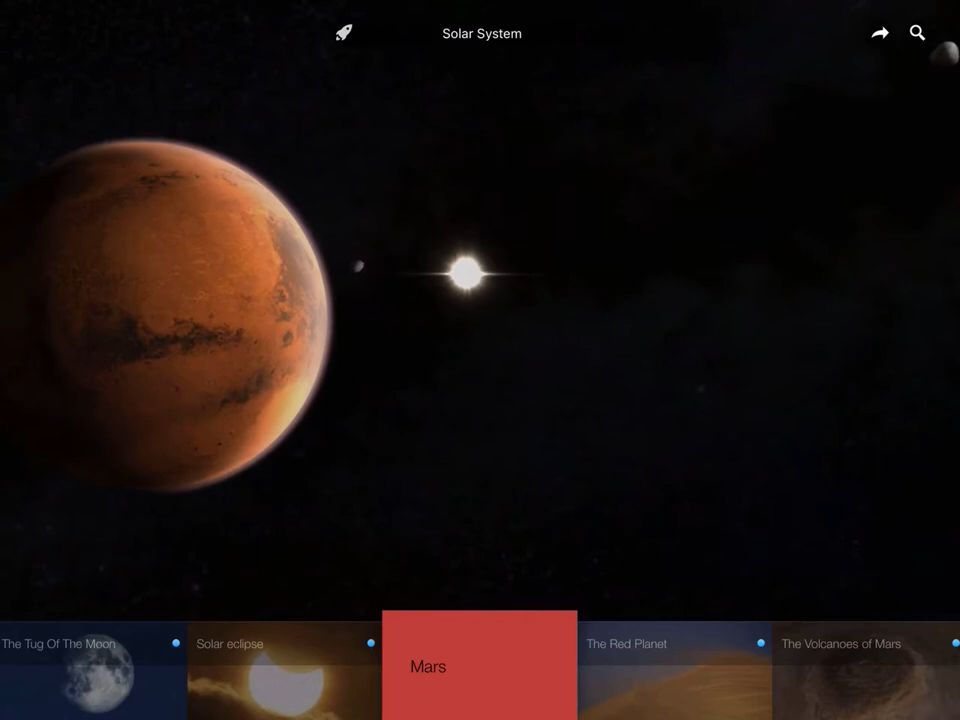 Solar System
The Tug Of The Moon
Solar eclipse
Mars
The Red Planet
The Volcanoes of Mars